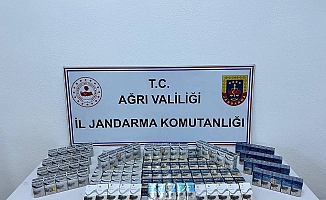 T.C.
AĞRI VALİLİĞİ
İL JANDARMA KOMUTANLIĞI